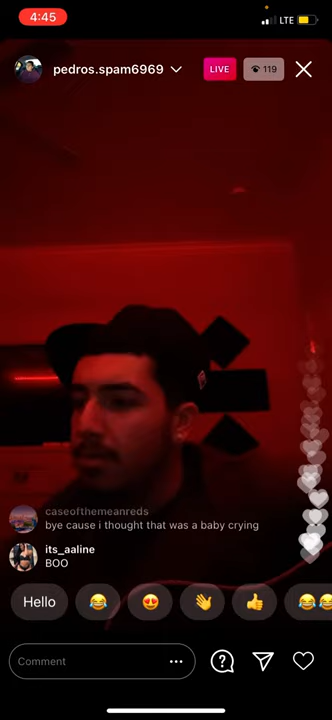 4:45
LTE
pedros.spam6969
LIVE
119
caseofthemeanreds
bye cause i thought that was a baby crying
its_aaline
BOO
Hello
Comment